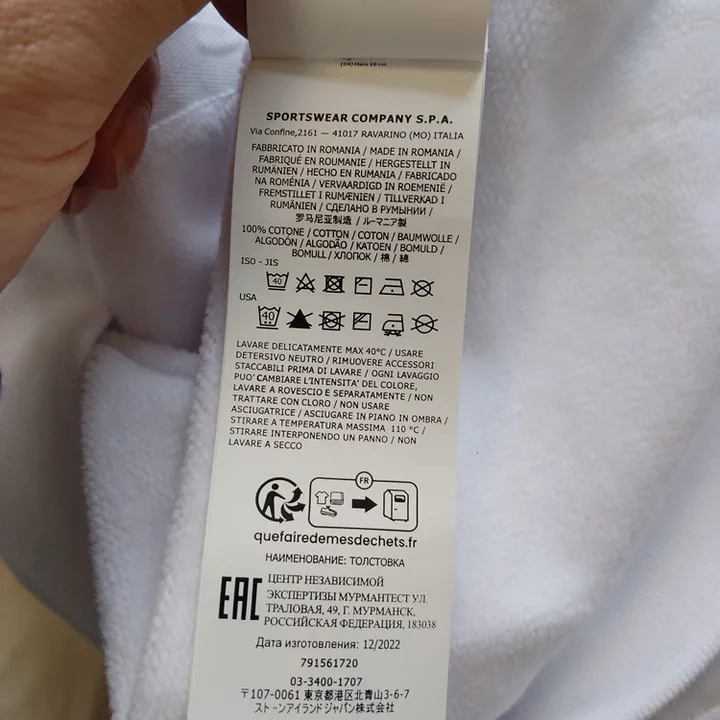 (04) Main 10 cm
SPORTSWEAR COMPANY S.P.A.
Via Confine,2161 — 41017 RAVARINO (MO) ITALIA
FABBRICATO IN ROMANIA / MADE IN ROMANIA /
FABRIQUÉ EN ROUMANIE / HERGESTELLT IN
RUMÄNIEN / HECHO EN RUMANIA / FABRICADO
NA ROMÉNIA / VERVAARDIGD IN ROEMENIË /
FREMSTILLET I RUMÆNIEN / TILLVERKAD I
RUMÄNIEN / СДЕЛАНО В РУМЫНИИ /
罗马尼亚制造 / ルーマニア製
100% COTONE / COTTON / COTON / BAUMWOLLE /
ALGODÓN / ALGODÃO / KATOEN / BOMULD /
BOMULL / ХЛОПОК / 棉 / 綿
ISO - JIS
40
USA
40
LAVARE DELICATAMENTE MAX 40°C / USARE
DETERSIVO NEUTRO / RIMUOVERE ACCESSORI
STACCABILI PRIMA DI LAVARE / OGNI LAVAGGIO
PUO' CAMBIARE L'INTENSITA' DEL COLORE,
LAVARE A ROVESCIO E SEPARATAMENTE / NON
TRATTARE CON CLORO / NON USARE
ASCIUGATRICE / ASCIUGARE IN PIANO IN OMBRA /
STIRARE A TEMPERATURA MASSIMA 110 °C /
STIRARE INTERPONENDO UN PANNO / NON
LAVARE A SECCO
FR
quefairedemesdechets.fr
НАИМЕНОВАНИЕ: ТОЛСТОВКА
EAC ЦЕНТР НЕЗАВИСИМОЙ
ЭКСПЕРТИЗЫ МУРМАНТЕСТ УЛ.
ТРАЛОВАЯ, 49, Г. МУРМАНСК,
РОССИЙСКАЯ ФЕДЕРАЦИЯ, 183038
Дата изготовления: 12/2022
791561720
03-3400-1707
〒107-0061 東京都港区北青山3-6-7
ストーンアイランドジャパン株式会社